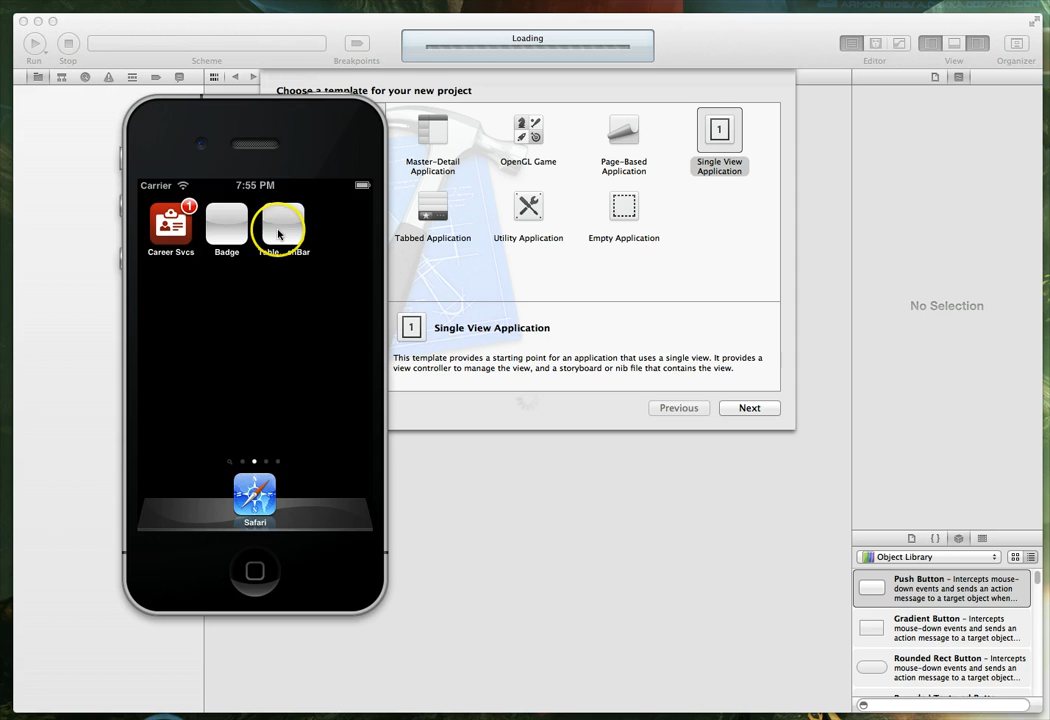 Loading
Run
Stop
Scheme
Breakpoints
Editor
View
Organizer
Choose a template for your new project
Master-Detail
Application
OpenGL Game
Page-Based
Application
1
Single View
Application
Tabbed Application
Utility Application
Empty Application
1
Single View Application
This template provides a starting point for an application that uses a single view. It provides a
view controller to manage the view, and a storyboard or nib file that contains the view.
Previous
Next
Carrier
7:55 PM
1
Career Svcs
Badge
Safari
No Selection
Object Library
Push Button – Intercepts mouse-
down events and sends an action
message to a target object when...
Gradient Button – Intercepts
mouse-down events and sends an
action message to a target object...
Rounded Rect Button – Intercepts
mouse-down events and sends an
action message to a target object...